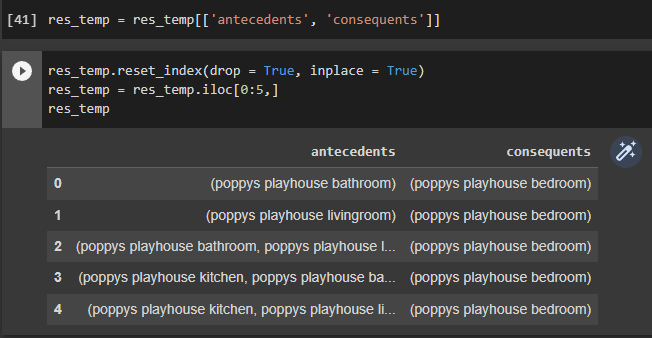 [41] res_temp = res_temp[['antecedents', 'consequents']]
res_temp.reset_index(drop = True, inplace = True)
res_temp = res_temp.iloc[0:5,]
res_temp
antecedents consequents
0 (poppys playhouse bathroom) (poppys playhouse bedroom)
1 (poppys playhouse livingroom) (poppys playhouse bedroom)
2 (poppys playhouse bathroom, poppys playhouse l... (poppys playhouse bedroom)
3 (poppys playhouse kitchen, poppys playhouse ba... (poppys playhouse bedroom)
4 (poppys playhouse kitchen, poppys playhouse li... (poppys playhouse bedroom)